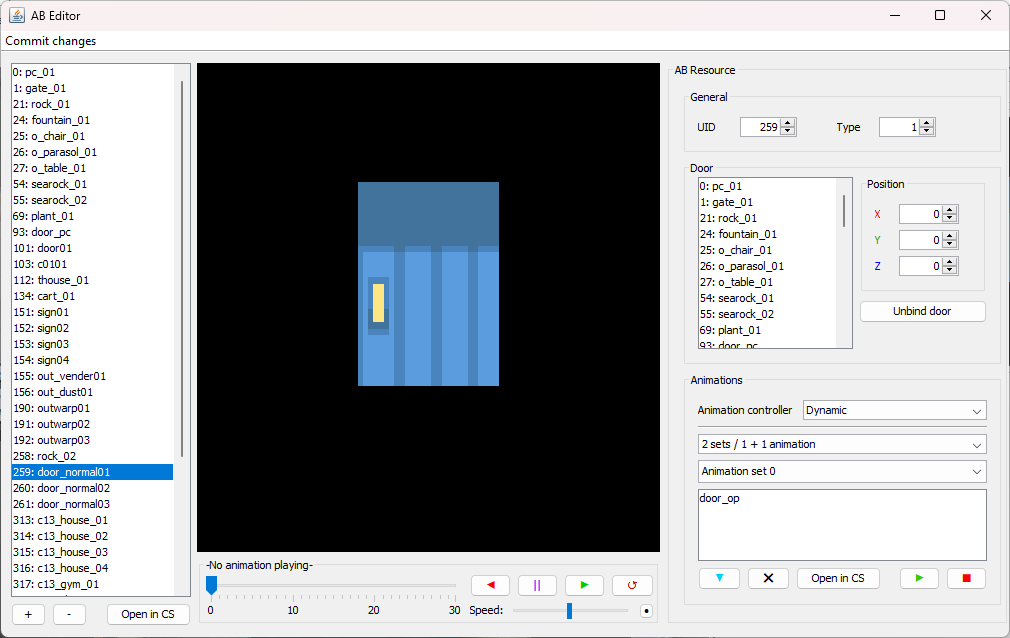 AB Editor
Commit changes
0: pc_01
1: gate_01
21: rock_01
24: fountain_01
25: o_chair_01
26: o_parasol_01
27: o_table_01
54: searock_01
55: searock_02
69: plant_01
93: door_pc
101: door01
103: c0101
112: thouse_01
134: cart_01
151: sign01
152: sign02
153: sign03
154: sign04
155: out_vender01
156: out_dust01
190: outwarp01
191: outwarp02
192: outwarp03
258: rock_02
259: door_normal01
260: door_normal02
261: door_normal03
313: c13_house_01
314: c13_house_02
315: c13_house_03
316: c13_house_04
317: c13_gym_01
+
-
Open in CS
-No animation playing-
0 10 20 30
Speed:
AB Resource
General
UID 259 Type 1
Door
0: pc_01
1: gate_01
21: rock_01
24: fountain_01
25: o_chair_01
26: o_parasol_01
27: o_table_01
54: searock_01
55: searock_02
69: plant_01
93: door_pc
Position
X 0
Y 0
Z 0
Unbind door
Animations
Animation controller Dynamic
2 sets / 1 + 1 animation
Animation set 0
door_op
Open in CS